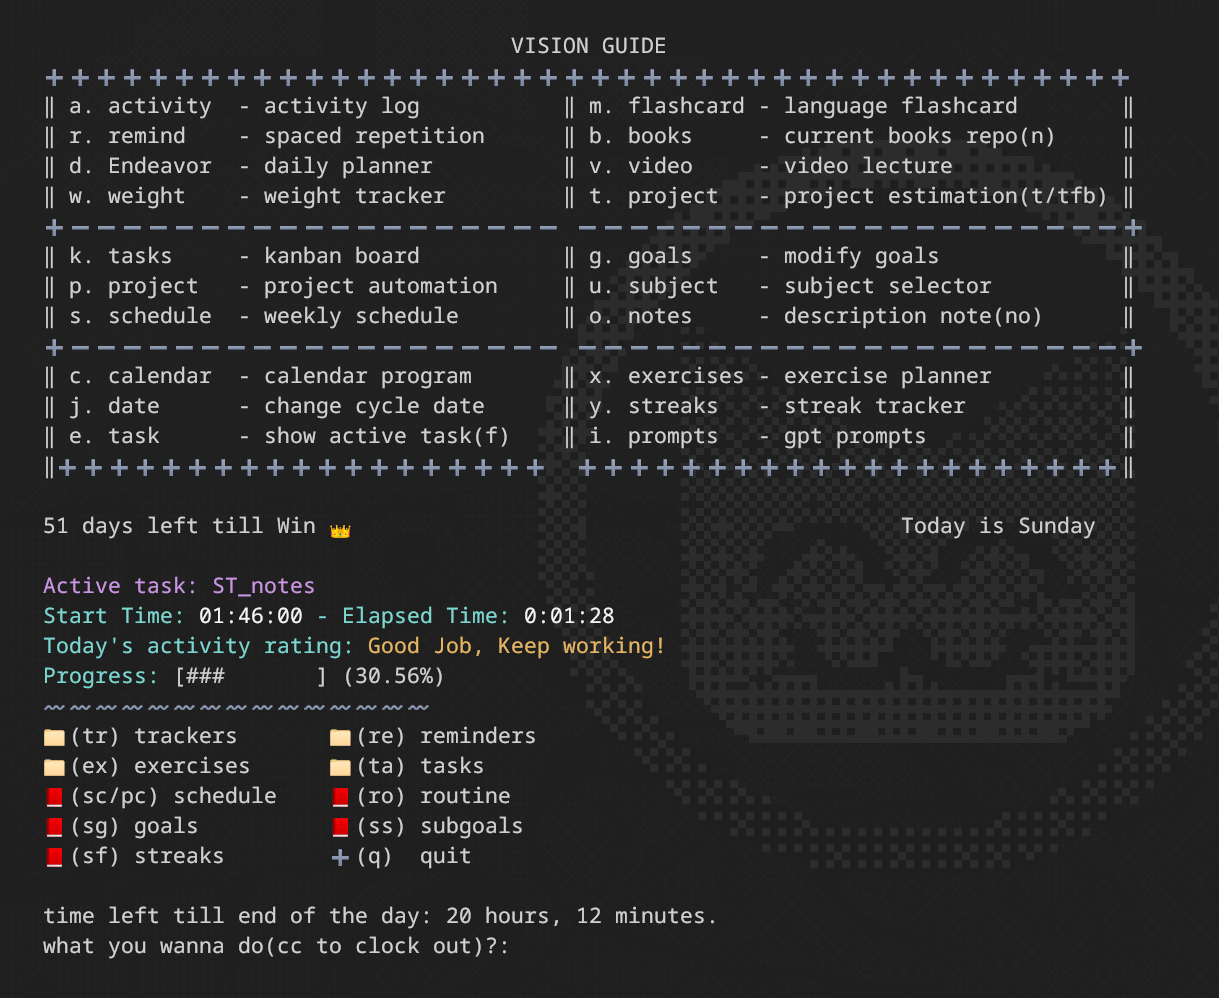 VISION GUIDE
+ + + + + + + + + + + + + + + + + + + + + + + + + + + + + + + + + + + + + + + + + +
‖ a. activity  - activity log           ‖ m. flashcard - language flashcard        ‖
‖ r. remind    - spaced repetition      ‖ b. books     - current books repo(n)     ‖
‖ d. Endeavor  - daily planner          ‖ v. video     - video lecture             ‖
‖ w. weight    - weight tracker         ‖ t. project   - project estimation(t/tfb) ‖
+ — — — — — — — — — — — — — — — — — — —   — — — — — — — — — — — — — — — — — — — — — +
‖ k. tasks     - kanban board           ‖ g. goals     - modify goals              ‖
‖ p. project   - project automation     ‖ u. subject   - subject selector          ‖
‖ s. schedule  - weekly schedule        ‖ o. notes     - description note(no)      ‖
+ — — — — — — — — — — — — — — — — — — —   — — — — — — — — — — — — — — — — — — — — — +
‖ c. calendar  - calendar program       ‖ x. exercises - exercise planner          ‖
‖ j. date      - change cycle date      ‖ y. streaks   - streak tracker            ‖
‖ e. task      - show active task(f)    ‖ i. prompts   - gpt prompts               ‖
‖+ + + + + + + + + + + + + + + + + + +   + + + + + + + + + + + + + + + + + + + + +‖
51 days left till Win 👑 Today is Sunday
Active task: ST_notes
Start Time: 01:46:00 - Elapsed Time: 0:01:28
Today's activity rating: Good Job, Keep working!
Progress: [###       ] (30.56%)
〰〰〰〰〰〰〰〰〰〰〰〰〰〰〰
📁(tr) trackers 📁(re) reminders
📁(ex) exercises 📁(ta) tasks
📕(sc/pc) schedule 📕(ro) routine
📕(sg) goals 📕(ss) subgoals
📕(sf) streaks +(q)  quit
time left till end of the day: 20 hours, 12 minutes.
what you wanna do(cc to clock out)?: